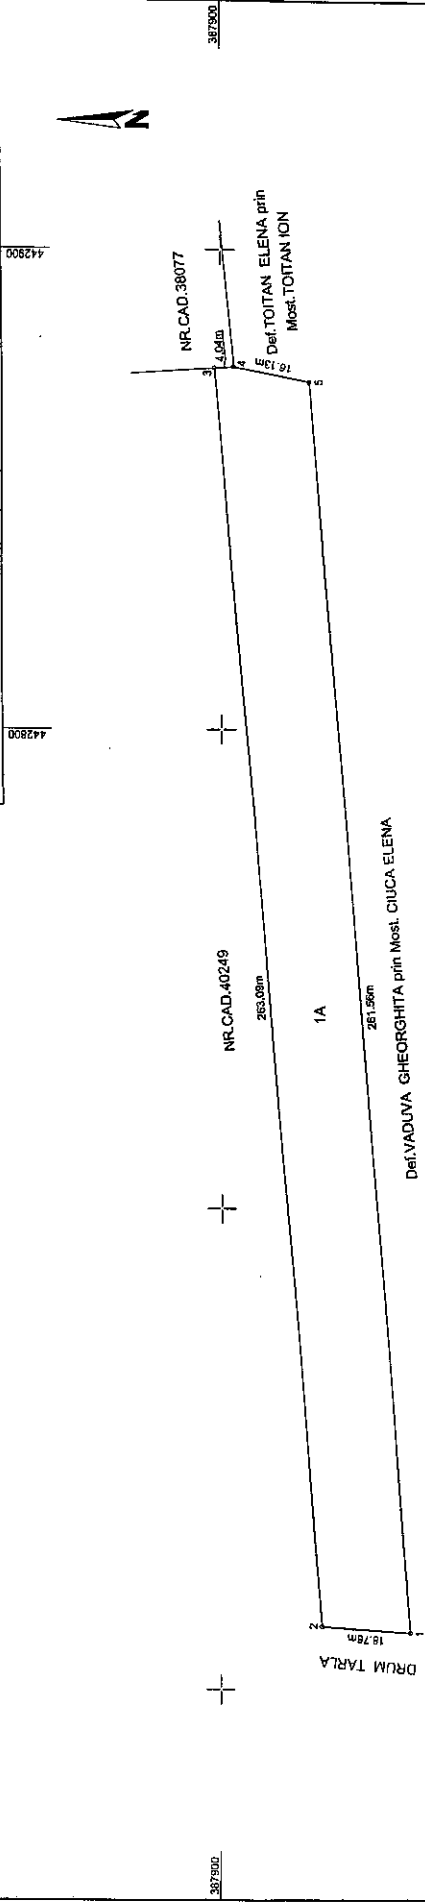 387900
N
442900
NR.CAD.38077
Def.TOITAN ELENA prin
Most.TOITAN ION
3
4.04m
4
16.13m
5
442800
NR.CAD.40249
263.09m
1A
261.56m
Def.VADUVA GHEORGHITA prin Most. CIUCA ELENA
2
18.78m
1
DRUM TARLA
387900